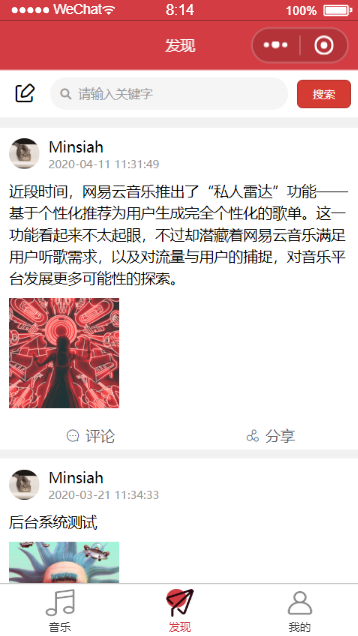 WeChat 8:14 100%
发现
请输入关键字 搜索
Minsiah
2020-04-11 11:31:49
近段时间，网易云音乐推出了“私人雷达”功能——
基于个性化推荐为用户生成完全个性化的歌单。这一
功能看起来不太起眼，不过却潜藏着网易云音乐满足
用户听歌需求，以及对流量与用户的捕捉，对音乐平
台发展更多可能性的探索。
评论 分享
Minsiah
2020-03-21 11:34:33
后台系统测试
音乐 发现 我的